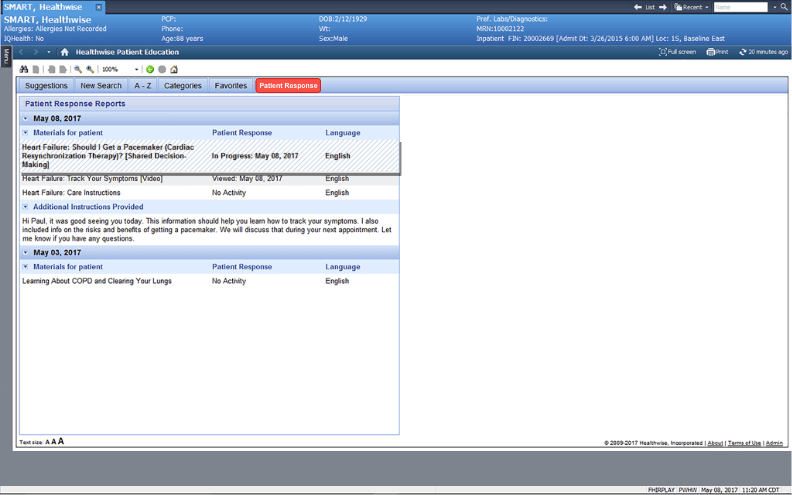 SMART, Healthwise
List Recent Name
SMART, Healthwise PCP: DOB:2/12/1929 Pref. Labs/Diagnostics:
Allergies: Allergies Not Recorded Phone: Wt: MRN:10002122
IQHealth: No Age:88 years Sex:Male Inpatient FIN: 20002669 [Admit Dt: 3/26/2015 6:00 AM] Loc: 1S, Baseline East
Menu
Healthwise Patient Education Full screen Print 20 minutes ago
100%
Suggestions New Search A - Z Categories Favorites Patient Response
Patient Response Reports
May 08, 2017
Materials for patient Patient Response Language
Heart Failure: Should I Get a Pacemaker (Cardiac
Resynchronization Therapy)? [Shared Decision- In Progress: May 08, 2017 English
Making]
Heart Failure: Track Your Symptoms [Video] Viewed: May 08, 2017 English
Heart Failure: Care Instructions No Activity English
Additional Instructions Provided
Hi Paul, it was good seeing you today. This information should help you learn how to track your symptoms. I also
included info on the risks and benefits of getting a pacemaker. We will discuss that during your next appointment. Let
me know if you have any questions.
May 03, 2017
Materials for patient Patient Response Language
Learning About COPD and Clearing Your Lungs No Activity English
Text size: A A A
© 2009-2017 Healthwise, Incorporated | About | Terms of Use | Admin
FHIRPLAY PWHW May 08, 2017 11:20 AM CDT